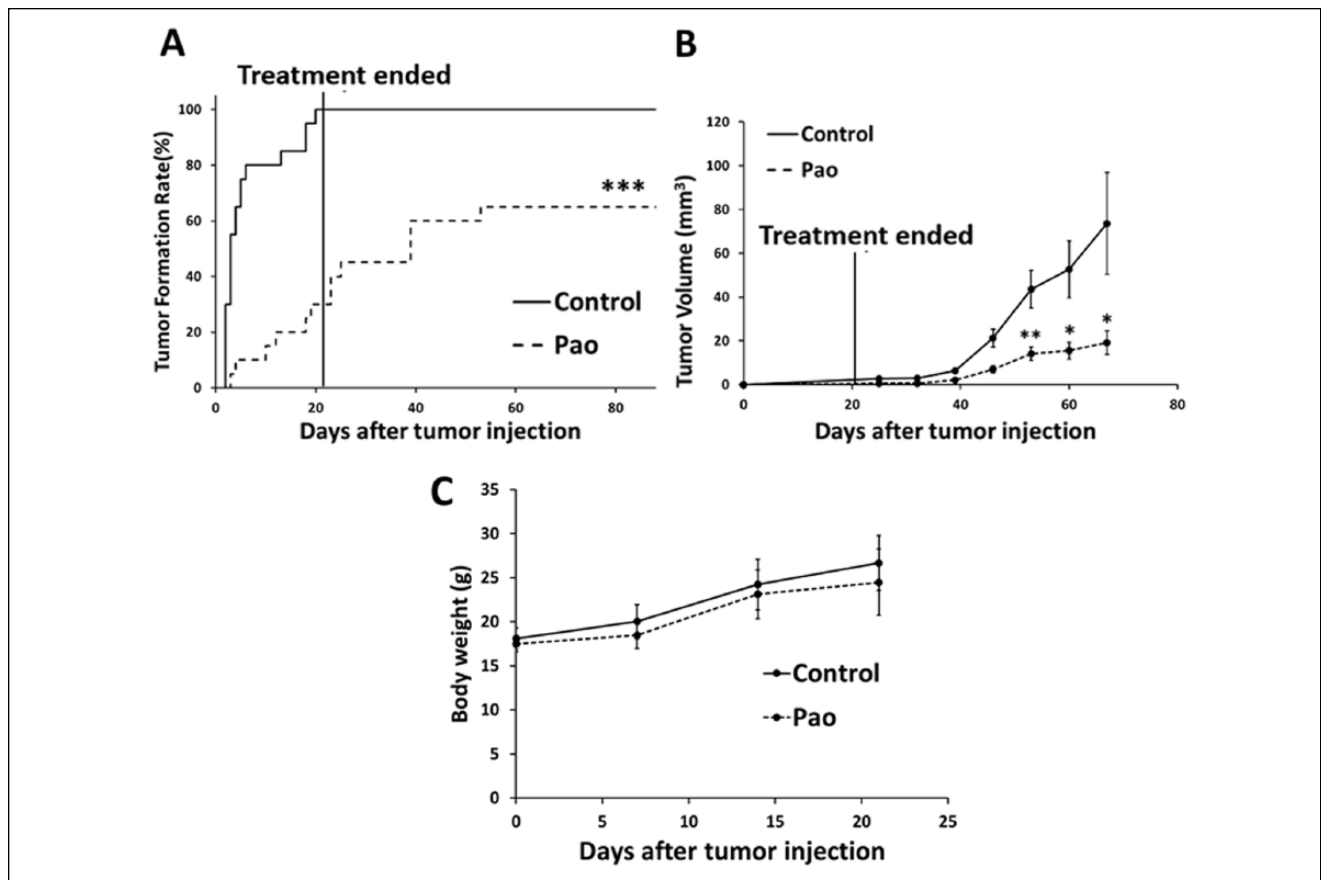 A
Treatment ended
Tumor Formation Rate(%)
100
80
60
40
20
0
***
Control
Pao
0 20 40 60 80
Days after tumor injection
B
Tumor Volume (mm³)
120
100
80
60
40
20
0
Control
Pao
Treatment ended
** * *
0 20 40 60 80
Days after tumor injection
C
Body weight (g)
35
30
25
20
15
10
5
0
Control
Pao
0 5 10 15 20 25
Days after tumor injection